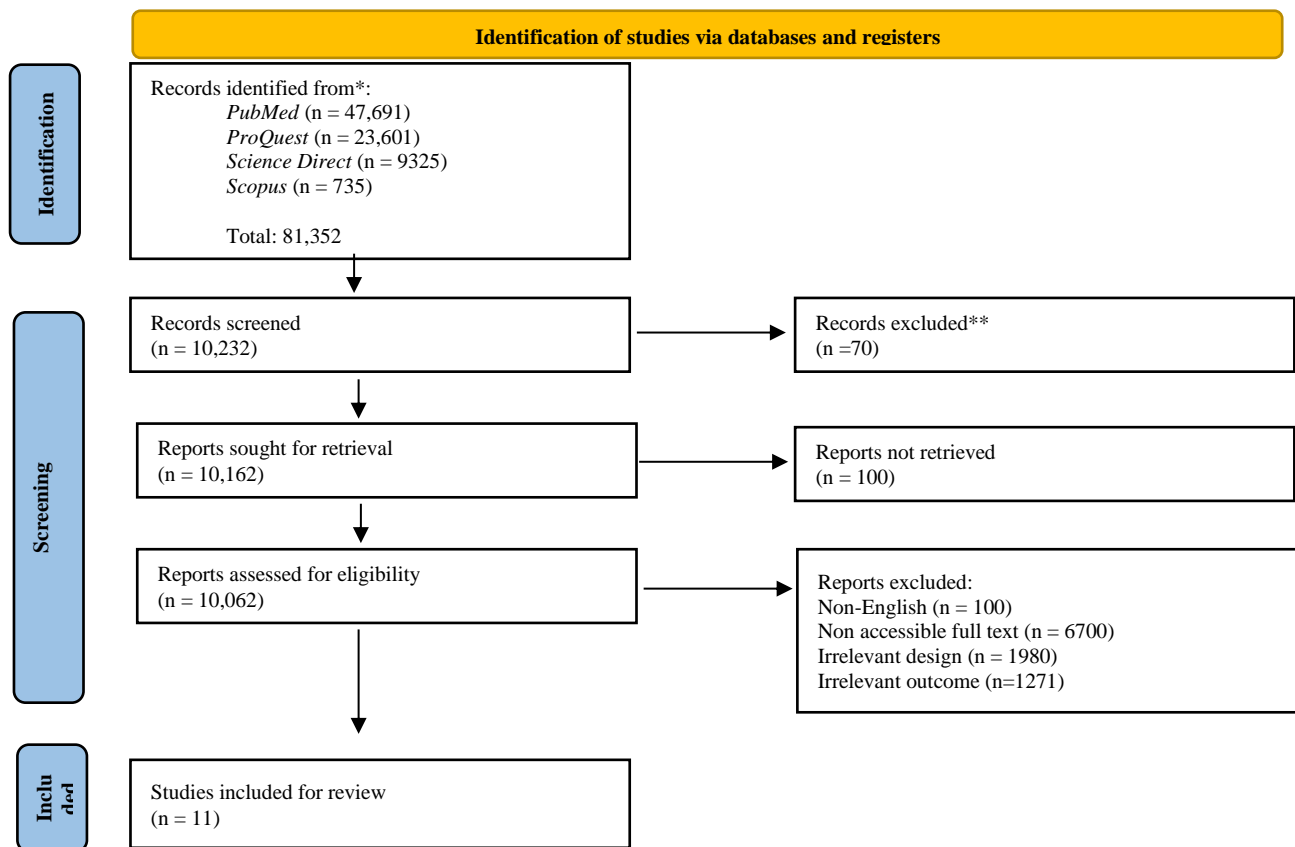 Identification of studies via databases and registers
Identification
Records identified from*:
PubMed (n = 47,691)
ProQuest (n = 23,601)
Science Direct (n = 9325)
Scopus (n = 735)
Total: 81,352
Screening
Records screened
(n = 10,232)
Records excluded**
(n =70)
Reports sought for retrieval
(n = 10,162)
Reports not retrieved
(n = 100)
Reports assessed for eligibility
(n = 10,062)
Reports excluded:
Non-English (n = 100)
Non accessible full text (n = 6700)
Irrelevant design (n = 1980)
Irrelevant outcome (n=1271)
Inclu
ded
Studies included for review
(n = 11)